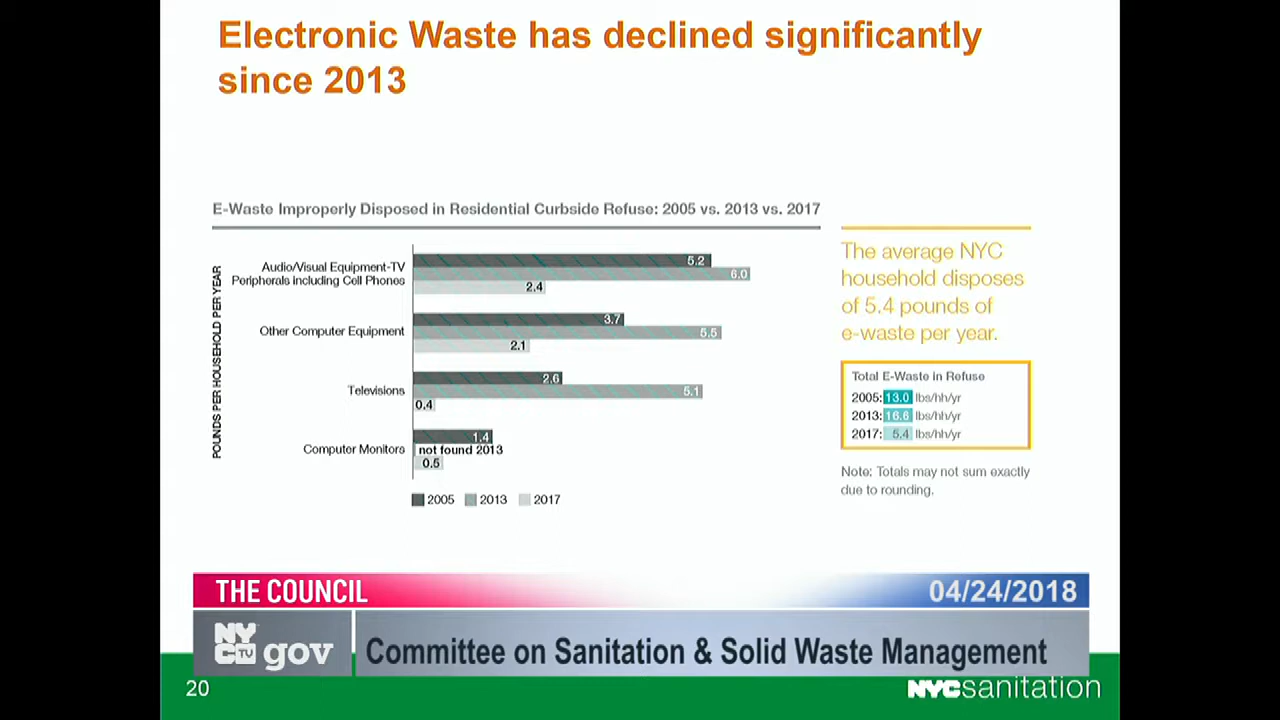 Electronic Waste has declined significantly
since 2013
E-Waste Improperly Disposed in Residential Curbside Refuse: 2005 vs. 2013 vs. 2017
POUNDS PER HOUSEHOLD PER YEAR
Audio/Visual Equipment-TV
Peripherals including Cell Phones
5.2
6.0
2.4
Other Computer Equipment
3.7
5.5
2.1
Televisions
2.6
5.1
0.4
Computer Monitors
1.4
not found 2013
0.5
2005 2013 2017
The average NYC
household disposes
of 5.4 pounds of
e-waste per year.
Total E-Waste in Refuse
2005: 13.0 lbs/hh/yr
2013: 16.6 lbs/hh/yr
2017: 5.4 lbs/hh/yr
Note: Totals may not sum exactly
due to rounding.
THE COUNCIL
04/24/2018
NYC TV gov
Committee on Sanitation & Solid Waste Management
20
NYCsanitation